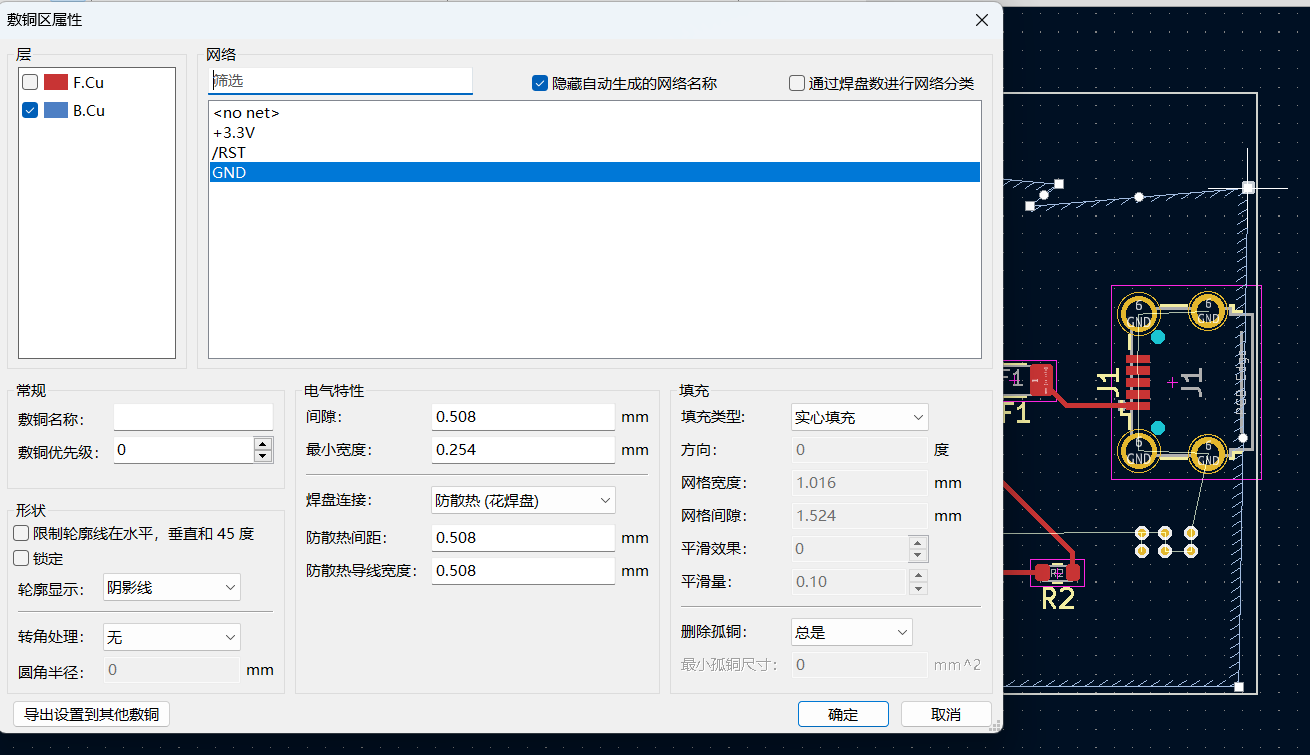 敷铜区属性
层
F.Cu
B.Cu
网络
筛选
隐藏自动生成的网络名称
通过焊盘数进行网络分类
<no net>
+3.3V
/RST
GND
常规
敷铜名称:
敷铜优先级: 0
形状
限制轮廓线在水平，垂直和 45 度
锁定
轮廓显示: 阴影线
转角处理: 无
圆角半径: 0 mm
电气特性
间隙: 0.508 mm
最小宽度: 0.254 mm
焊盘连接: 防散热 (花焊盘)
防散热间距: 0.508 mm
防散热导线宽度: 0.508 mm
填充
填充类型: 实心填充
方向: 0 度
网格宽度: 1.016 mm
网格间隙: 1.524 mm
平滑效果: 0
平滑量: 0.10
删除孤铜: 总是
最小孤铜尺寸: 0 mm^2
导出设置到其他敷铜
确定
取消
6
GND
6
GND
J1
J1
F1
1
F1
6
GND
6
GND
R2
R2